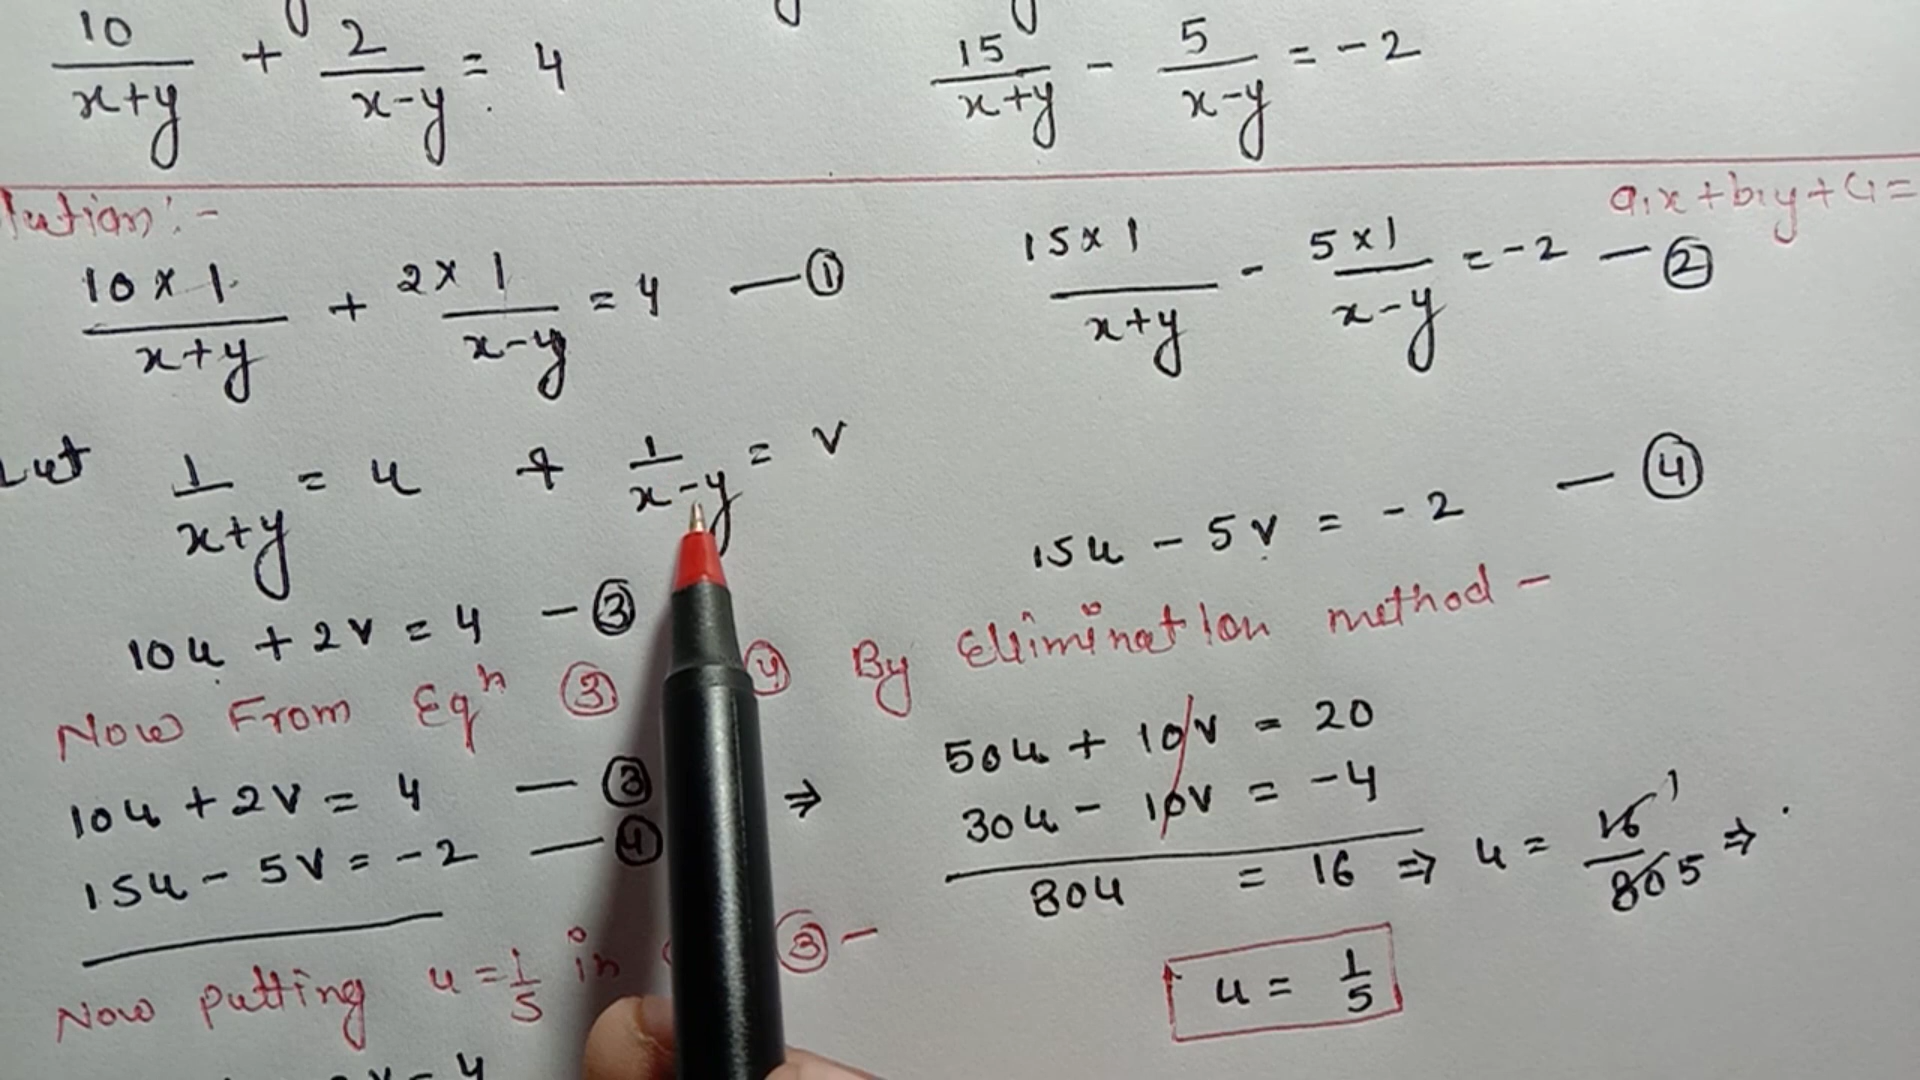 10/(x+y) + 2/(x-y) = 4
15/(x+y) - 5/(x-y) = -2
lution:-
a₁x+b₁y+c₁=
(10×1)/(x+y) + (2×1)/(x-y) = 4 — ①
(15×1)/(x+y) - (5×1)/(x-y) = -2 — ②
Let 1/(x+y) = u & 1/(x-y) = v
10u + 2v = 4 — ③
15u - 5v = -2 — ④
Now From Eqⁿ ③ ④ By Elimination method -
10u + 2v = 4 — ③ ⇒
15u - 5v = -2 — ④
50u + 10v = 20
30u - 10v = -4
80u = 16 ⇒ u = 16/80 1 5 ⇒
Now putting u = 1/5 in ③ -
u = 1/5
v = 4